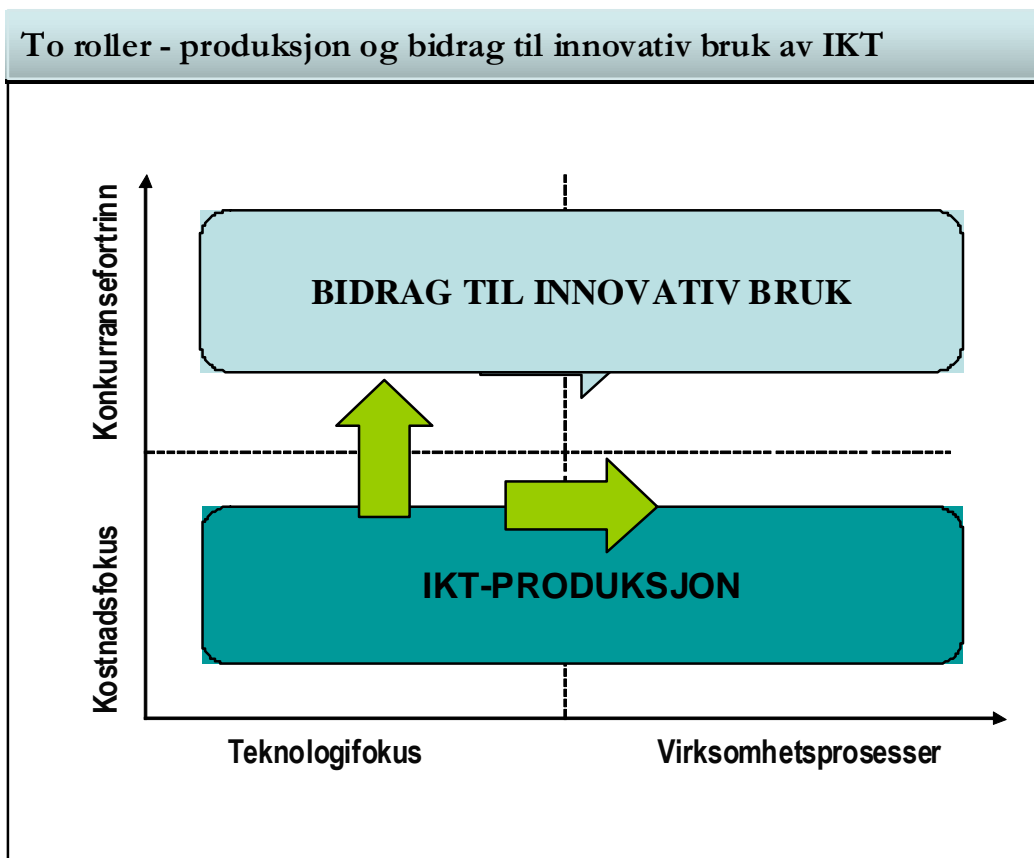 To roller - produksjon og bidrag til innovativ bruk av IKT
Konkurransefortrinn
BIDRAG TIL INNOVATIV BRUK
Kostnadsfokus
IKT-PRODUKSJON
Teknologifokus
Virksomhetsprosesser